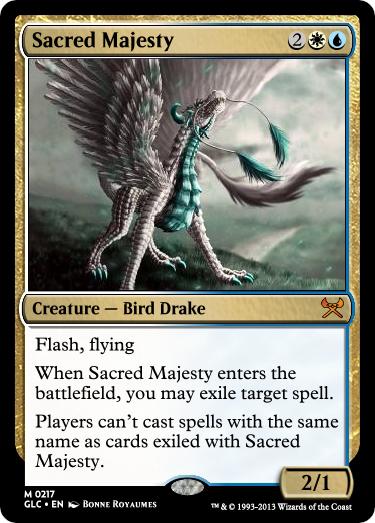 Sacred Majesty 2
Creature — Bird Drake
Flash, flying
When Sacred Majesty enters the
battlefield, you may exile target spell.
Players can't cast spells with the same
name as cards exiled with Sacred
Majesty.
2/1
M 0217
GLC • EN Bonne Royaumes
™ & © 1993-2013 Wizards of the Coast